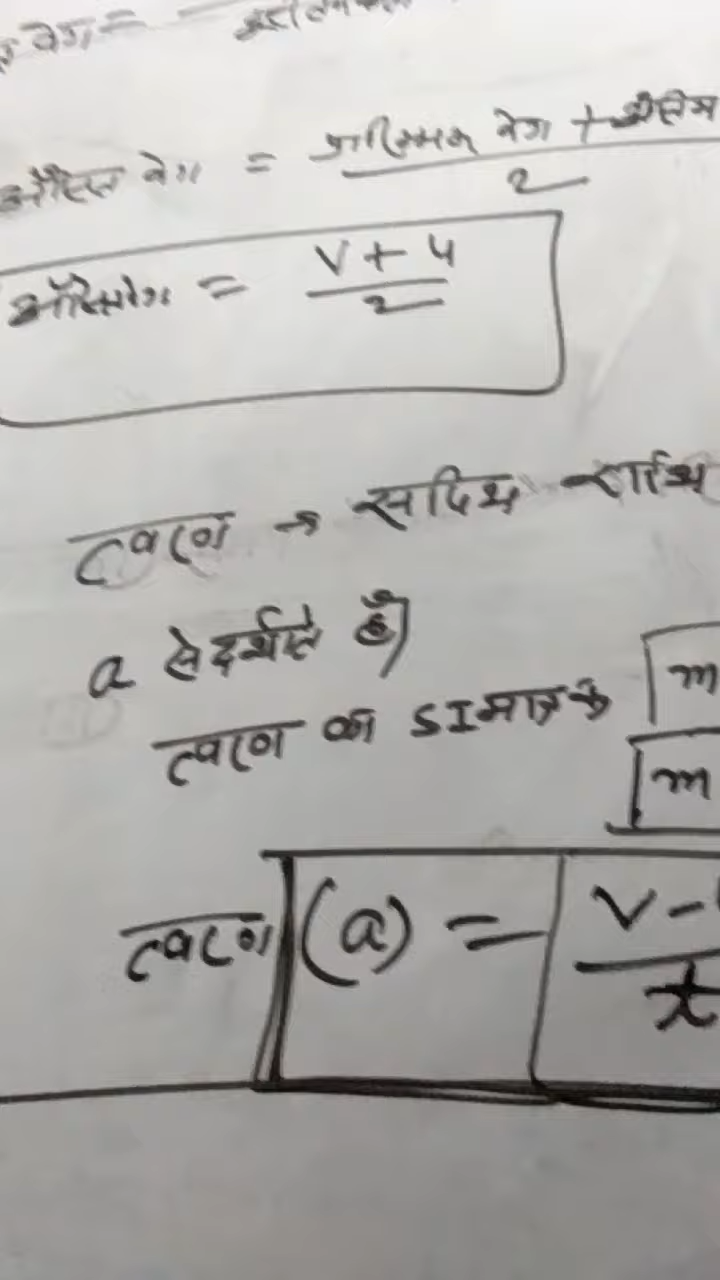 वेग =
औसत वेग = प्रारम्भिक वेग + अंतिम
2
औसत वेग = v + u
2
त्वरण → सदिश राशि
a से दर्शाते हैं।
त्वरण का SI मात्रक → m
m
त्वरण (a) = v -
t